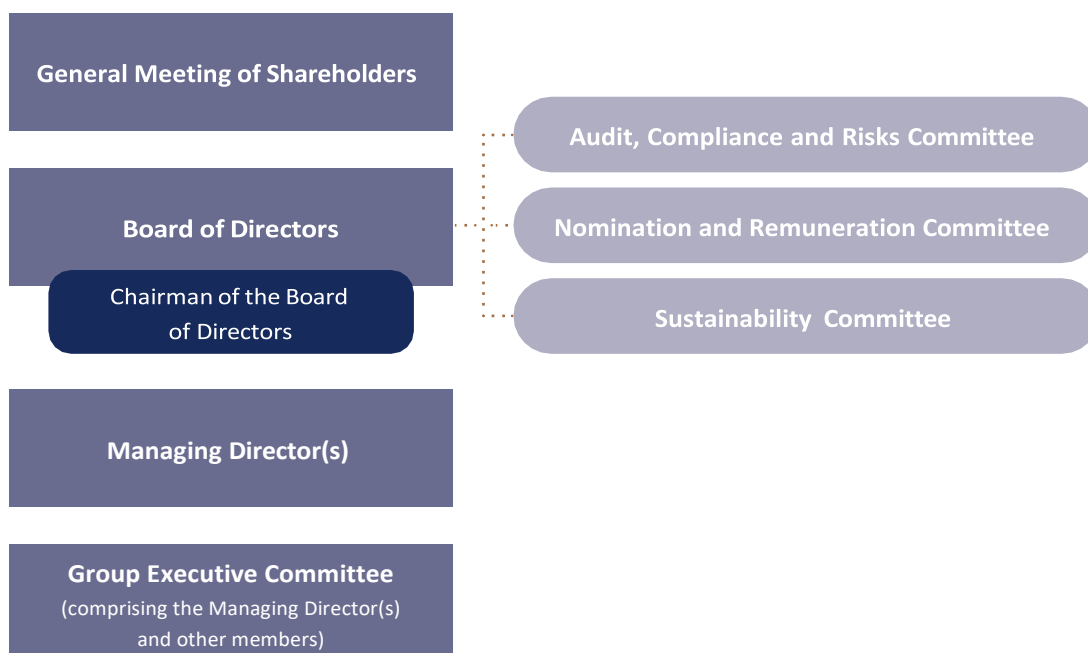 General Meeting of Shareholders
Audit, Compliance and Risks Committee
Board of Directors
Nomination and Remuneration Committee
Chairman of the Board
of Directors
Sustainability Committee
Managing Director(s)
Group Executive Committee
(comprising the Managing Director(s)
and other members)